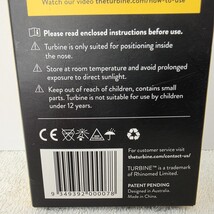 Watch our video theturbine.com/how-to-use
Please read enclosed instructions before use.
Turbine is only suited for positioning inside
the nose.
Store at room temperature and avoid prolonged
exposure to direct sunlight.
Keep out of reach of children, contains small
parts. Turbine is not suitable for use by
children under 12 years.
CE
For customer service visit
theturbine.com/contact-us/
TURBINE™ is a trademark
of Rhinomed Limited.
PATENT PENDING
Designed in Australia.
Made in China.
9 349392 000078